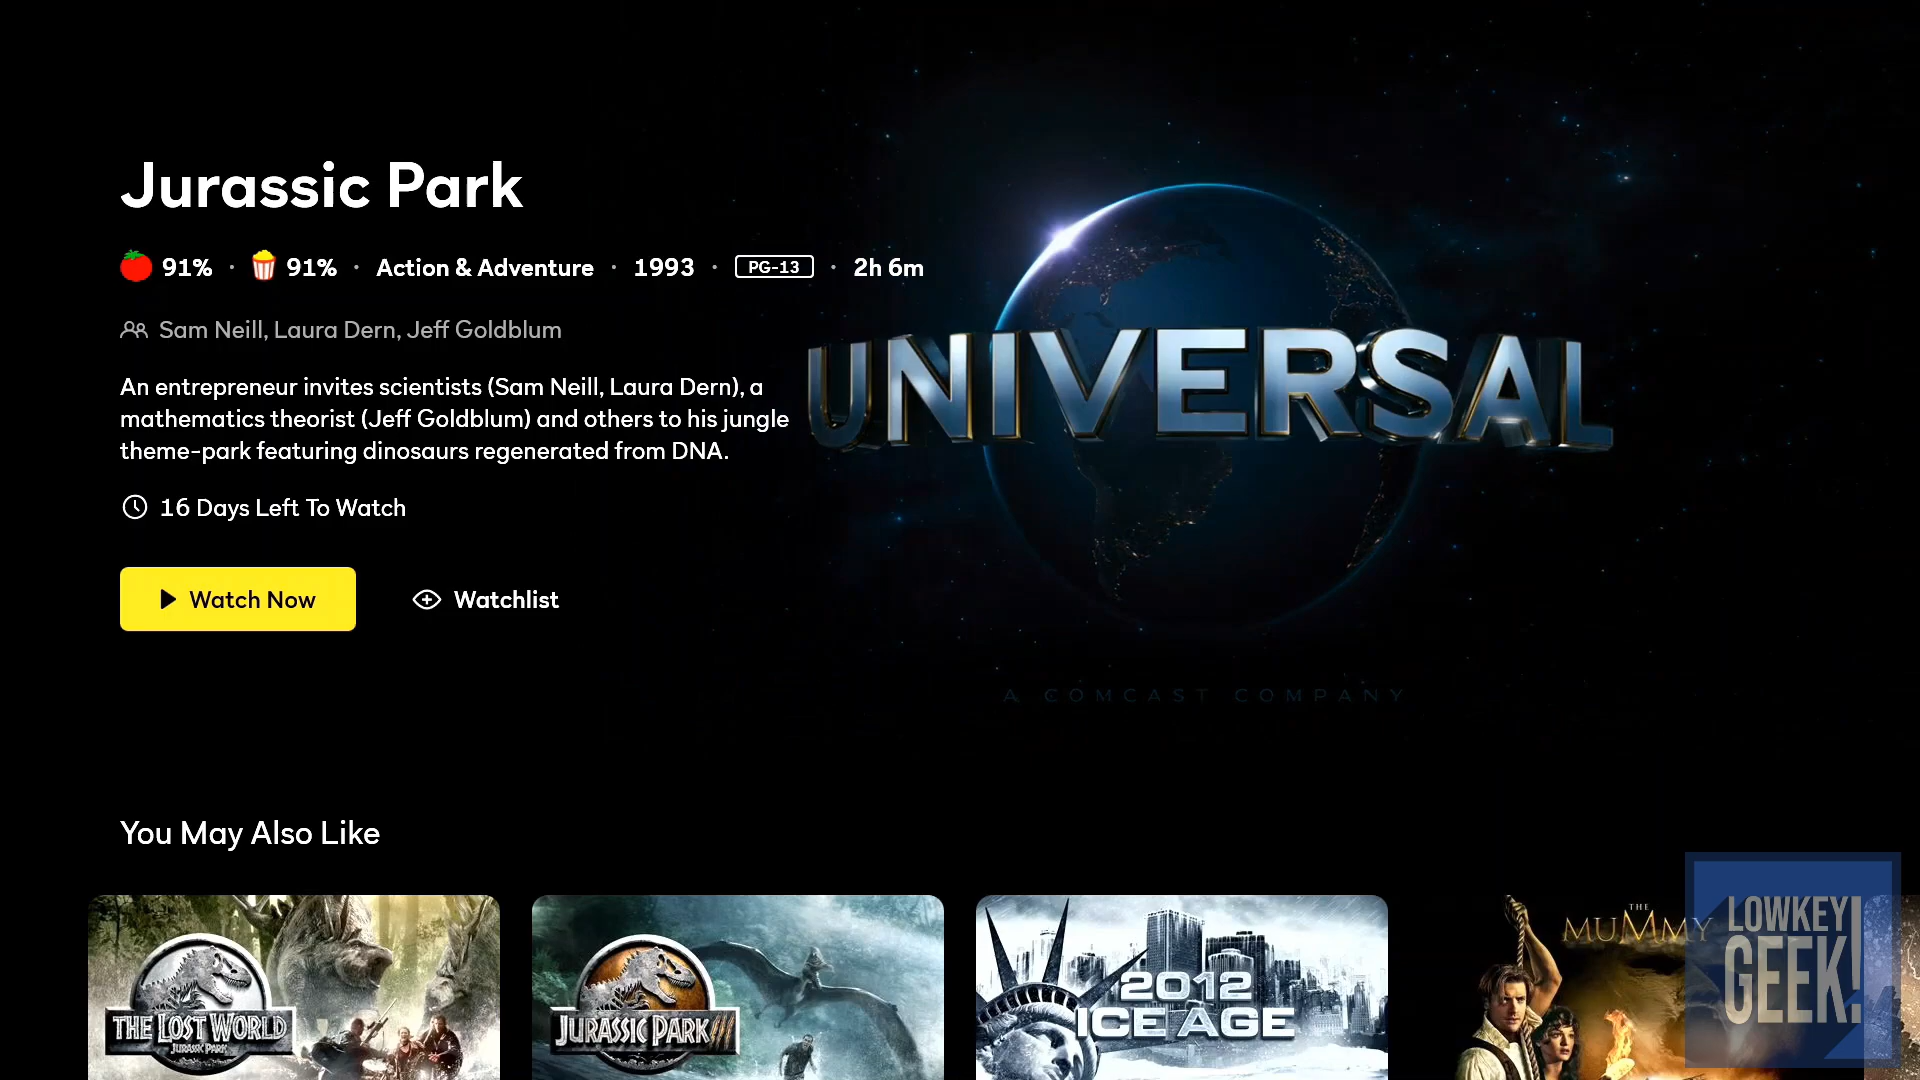 Jurassic Park
91% · 91% · Action & Adventure · 1993 · PG-13 · 2h 6m
Sam Neill, Laura Dern, Jeff Goldblum
An entrepreneur invites scientists (Sam Neill, Laura Dern), a
mathematics theorist (Jeff Goldblum) and others to his jungle
theme-park featuring dinosaurs regenerated from DNA.
16 Days Left To Watch
Watch Now
Watchlist
UNIVERSAL
A COMCAST COMPANY
You May Also Like
THE LOST WORLD
JURASSIC PARK
JURASSIC PARK III
2012
ICE AGE
THE
MUMMY
LOWKEY
GEEK!